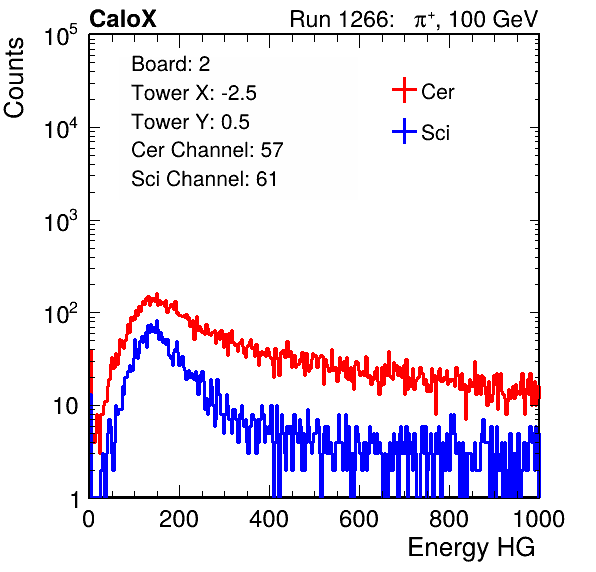 CaloX Run 1266: π⁺, 100 GeV
Counts
10⁵
10⁴
10³
10²
10
1
Board: 2
Tower X: -2.5
Tower Y: 0.5
Cer Channel: 57
Sci Channel: 61
Cer
Sci
0 200 400 600 800 1000
Energy HG